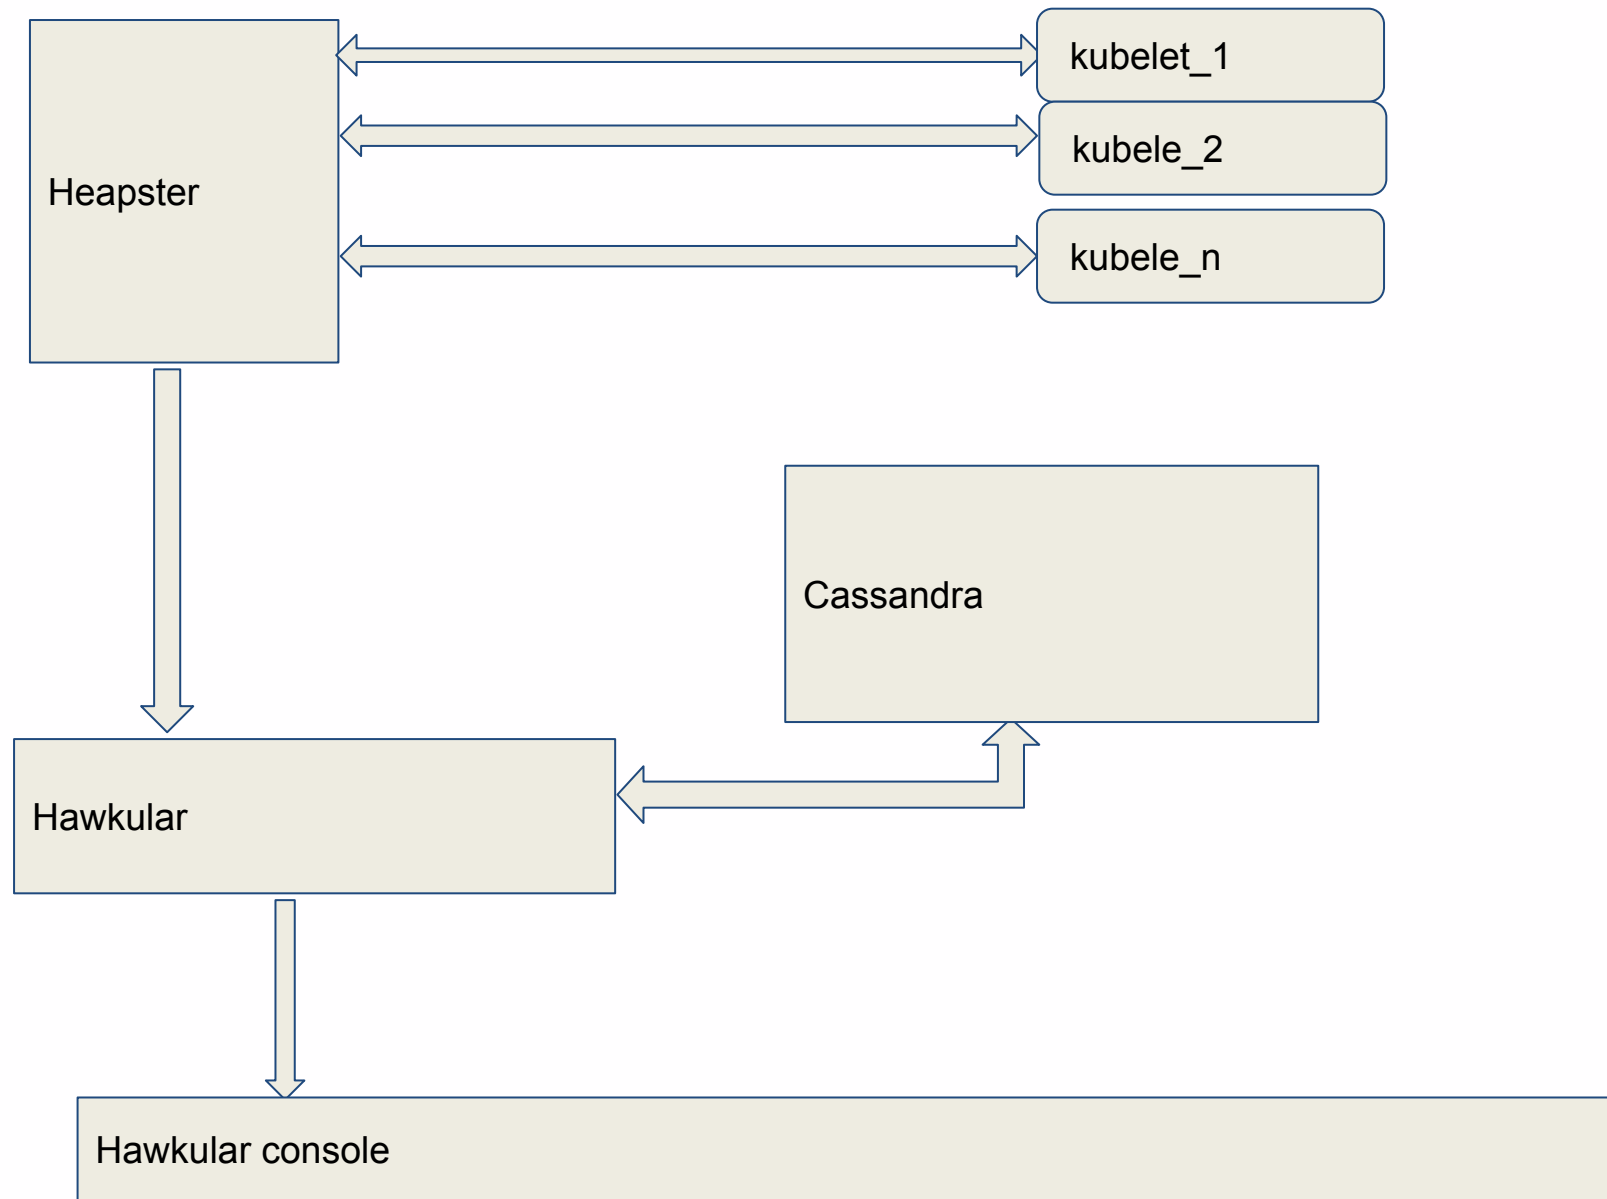 kubelet_1
kubele_2
Heapster
kubele_n
Cassandra
Hawkular
Hawkular console